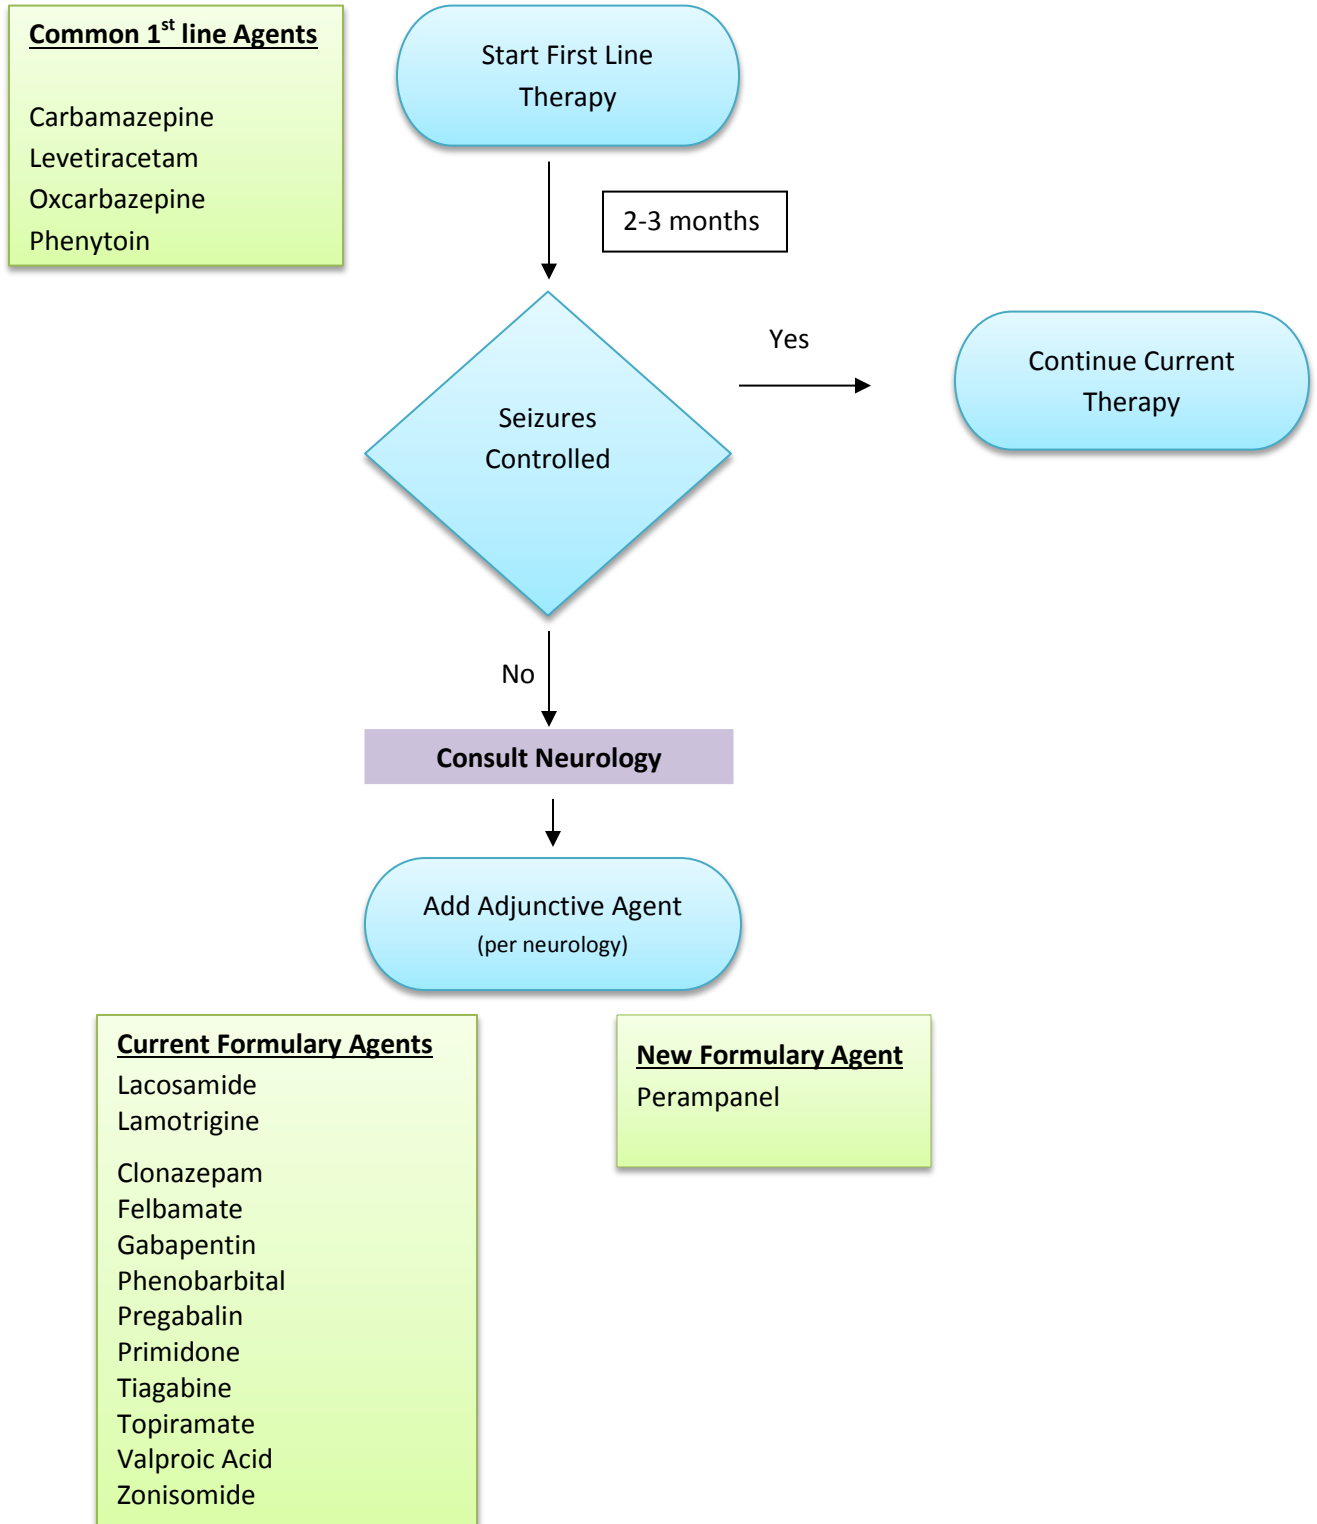 Common 1st line Agents
Carbamazepine
Levetiracetam
Oxcarbazepine
Phenytoin
Start First Line
Therapy
2-3 months
Seizures
Controlled
Yes
Continue Current
Therapy
No
Consult Neurology
Add Adjunctive Agent
(per neurology)
Current Formulary Agents
Lacosamide
Lamotrigine
Clonazepam
Felbamate
Gabapentin
Phenobarbital
Pregabalin
Primidone
Tiagabine
Topiramate
Valproic Acid
Zonisomide
New Formulary Agent
Perampanel